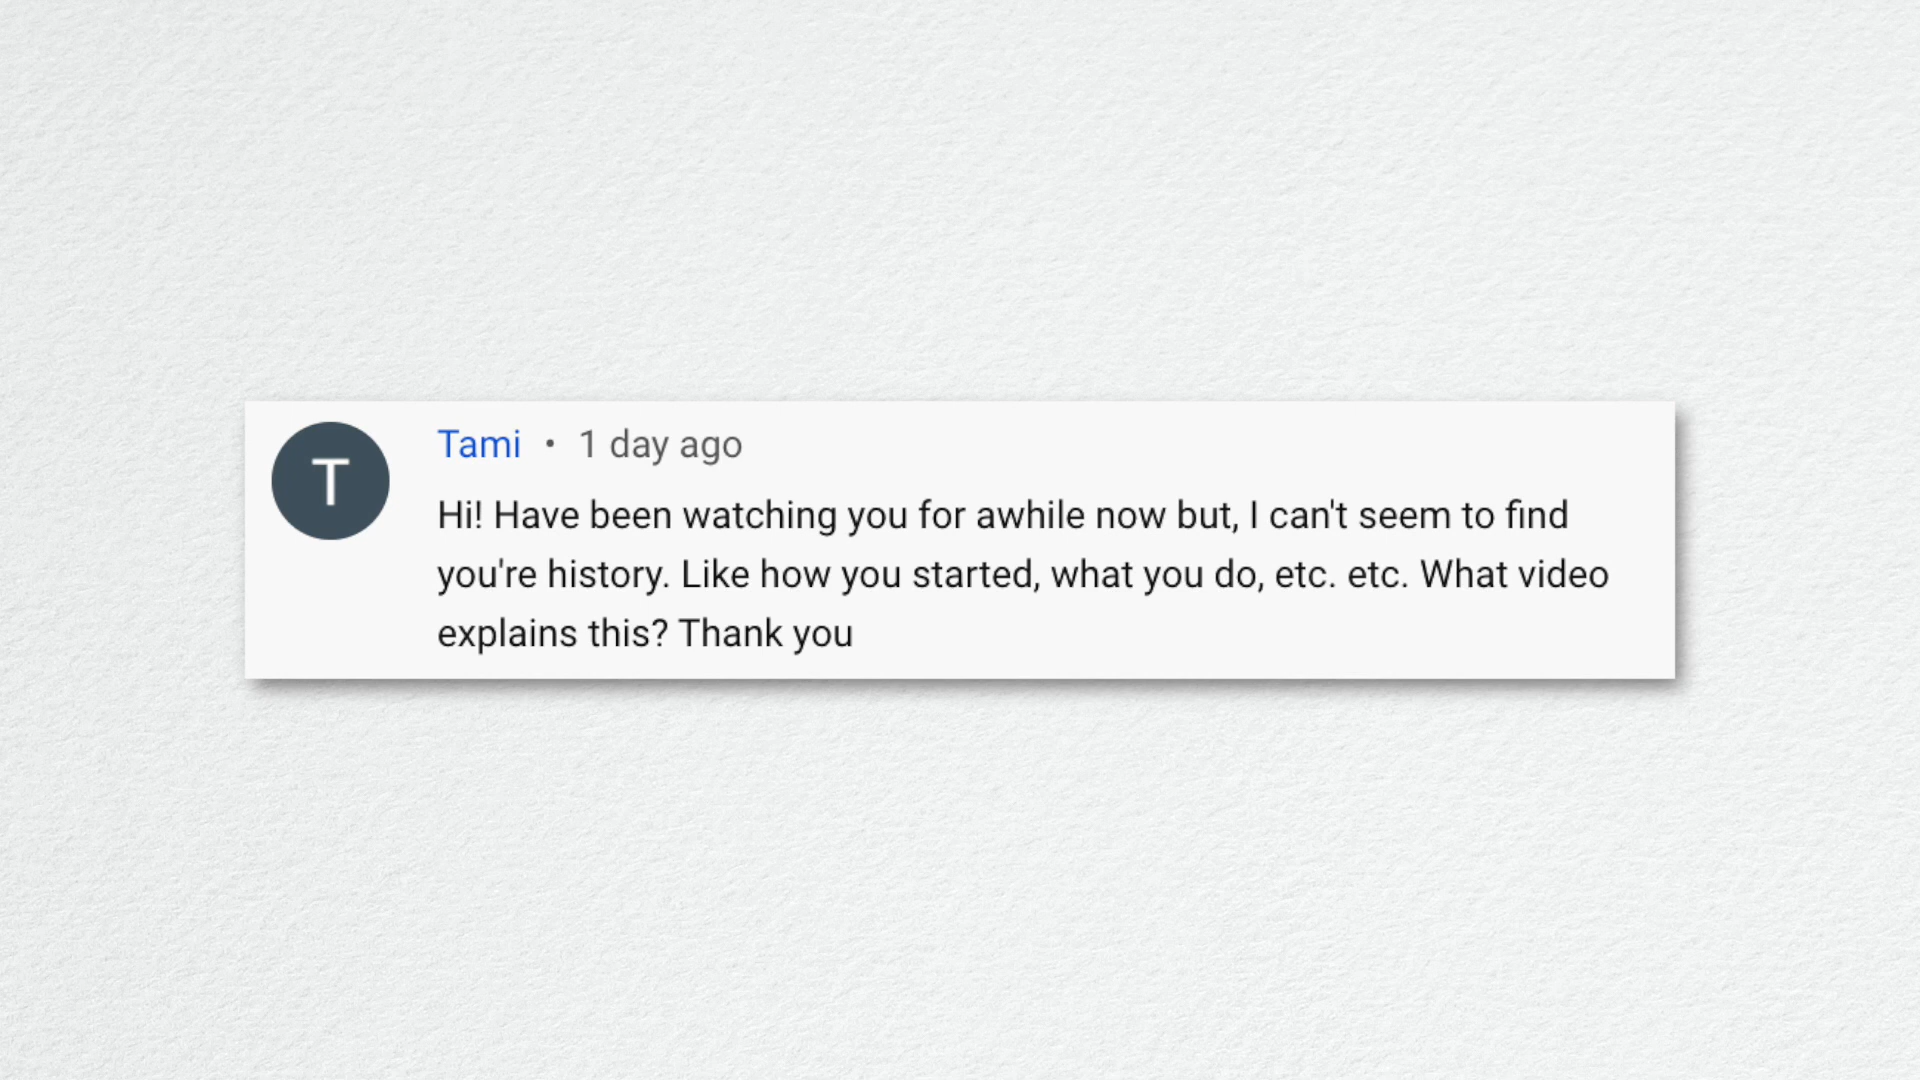 T
Tami • 1 day ago
Hi! Have been watching you for awhile now but, I can't seem to find
you're history. Like how you started, what you do, etc. etc. What video
explains this? Thank you